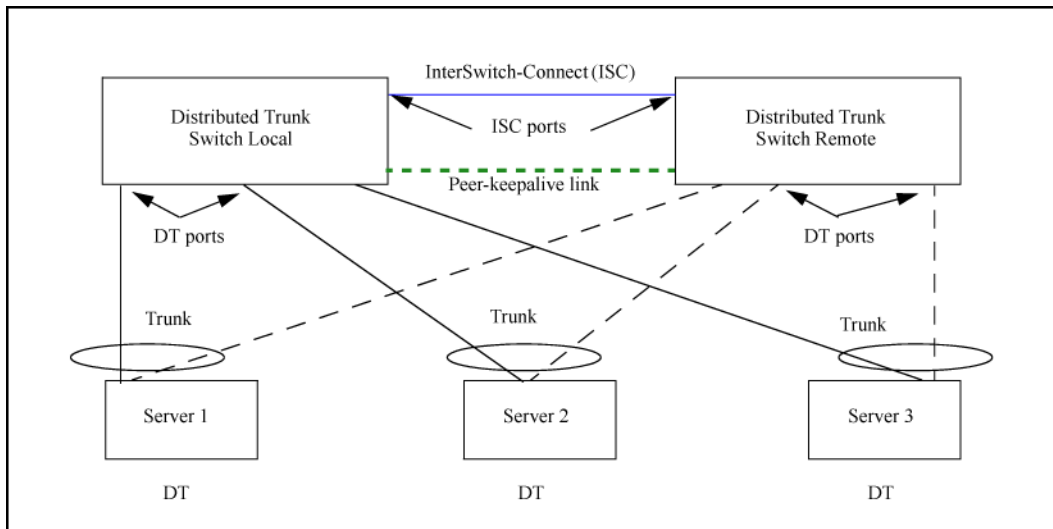 InterSwitch-Connect (ISC)
Distributed Trunk
Switch Local
ISC ports
Distributed Trunk
Switch Remote
Peer-keepalive link
DT ports
DT ports
Trunk
Trunk
Trunk
Server 1
Server 2
Server 3
DT
DT
DT